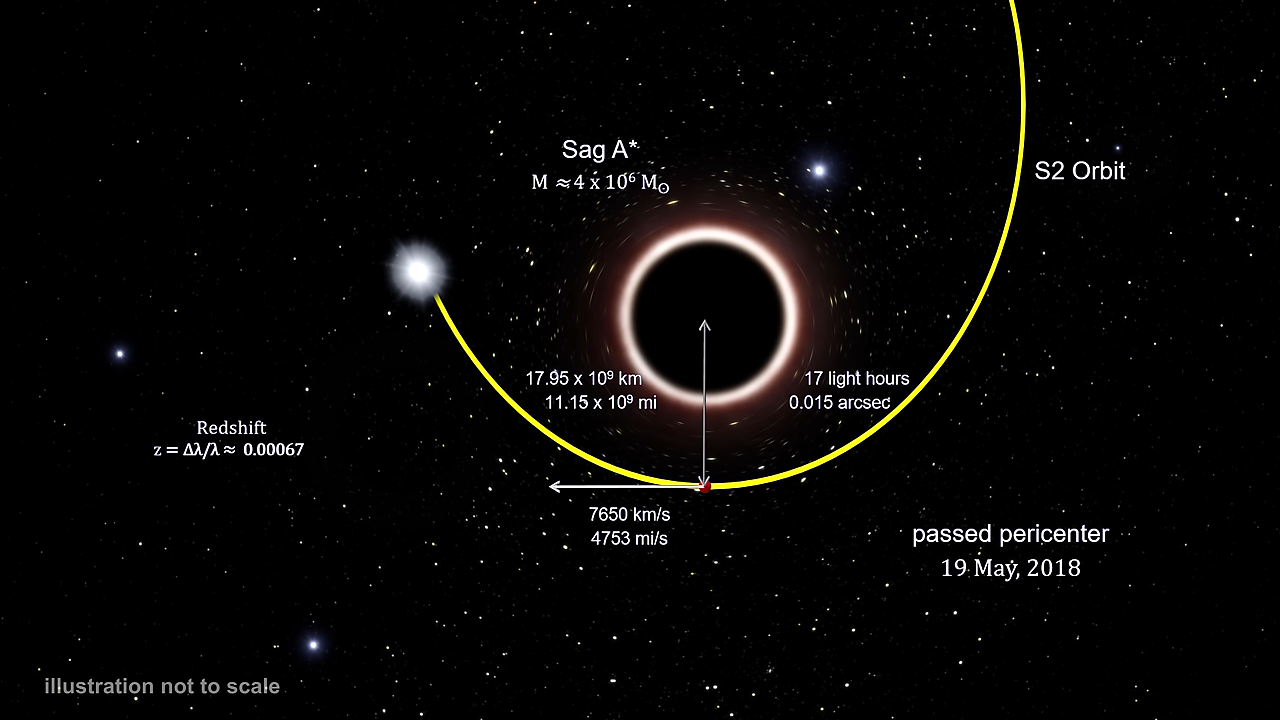 Sag A*
M ≈ 4 x 10⁶ M☉
S2 Orbit
17.95 x 10⁹ km
11.15 x 10⁹ mi
17 light hours
0.015 arcsec
Redshift
z = Δλ/λ ≈ 0.00067
7650 km/s
4753 mi/s
passed pericenter
19 May, 2018
illustration not to scale